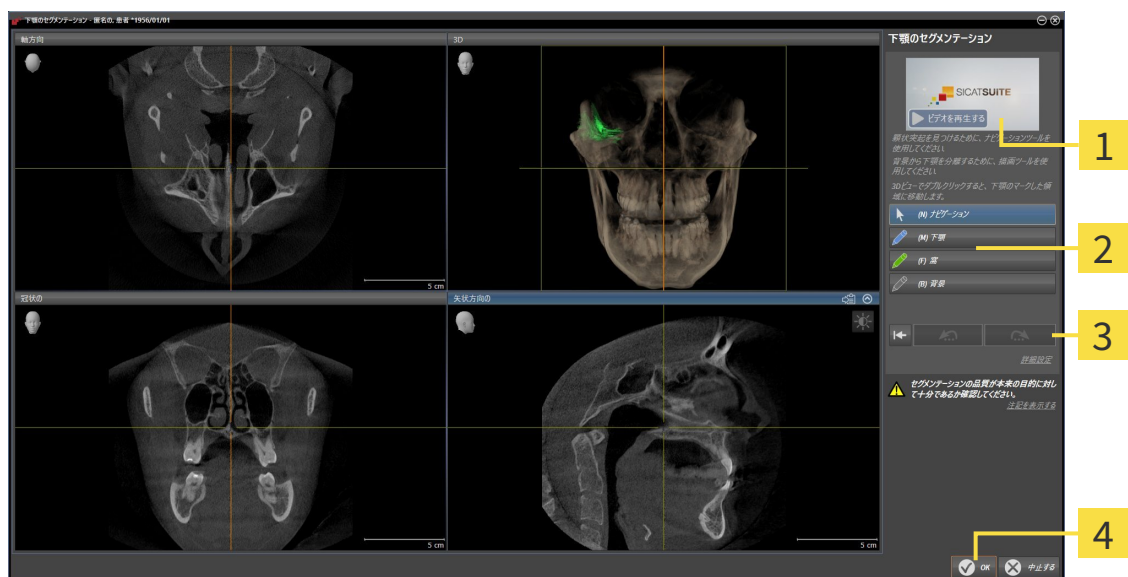 下顎のセグメンテーション - 匿名の, 患者 *1956/01/01
軸方向
5 cm
3D
冠状の
5 cm
矢状方向の
5 cm
下顎のセグメンテーション
SICATSUITE
ビデオを再生する
顆状突起を見つけるために、ナビゲーションツールを
使用してください
背景から下顎を分離するために、描画ツールを使
用してください
3Dビューでダブルクリックすると、下顎のマークした領
域に移動します。
(N) ナビゲーション
(M) 下顎
(F) 窩
(B) 背景
詳細設定
セグメンテーションの品質が本来の目的に対し
て十分であるか確認してください。
注記を表示する
OK
中止する
1
2
3
4